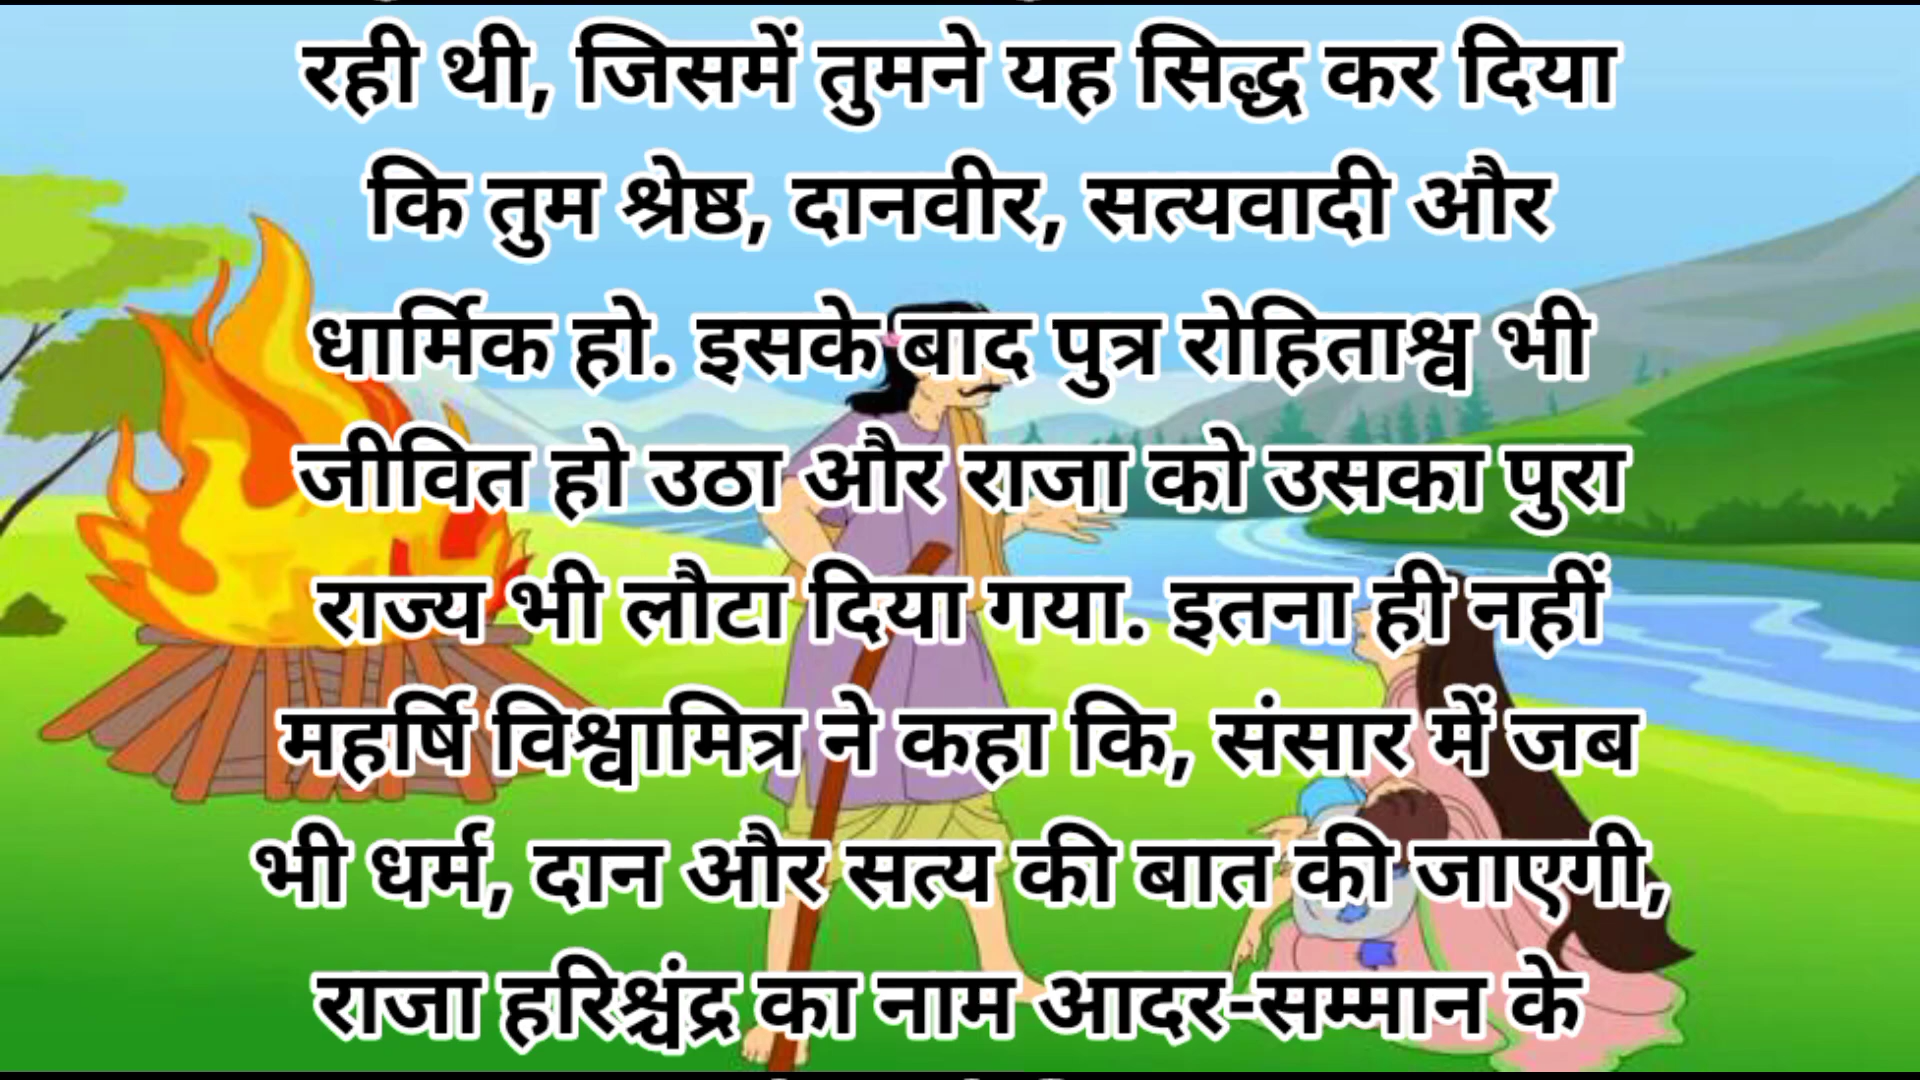 रही थी, जिसमें तुमने यह सिद्ध कर दिया
कि तुम श्रेष्ठ, दानवीर, सत्यवादी और
धार्मिक हो. इसके बाद पुत्र रोहिताश्व भी
जीवित हो उठा और राजा को उसका पुरा
राज्य भी लौटा दिया गया. इतना ही नहीं
महर्षि विश्वामित्र ने कहा कि, संसार में जब
भी धर्म, दान और सत्य की बात की जाएगी,
राजा हरिश्चंद्र का नाम आदर-सम्मान के